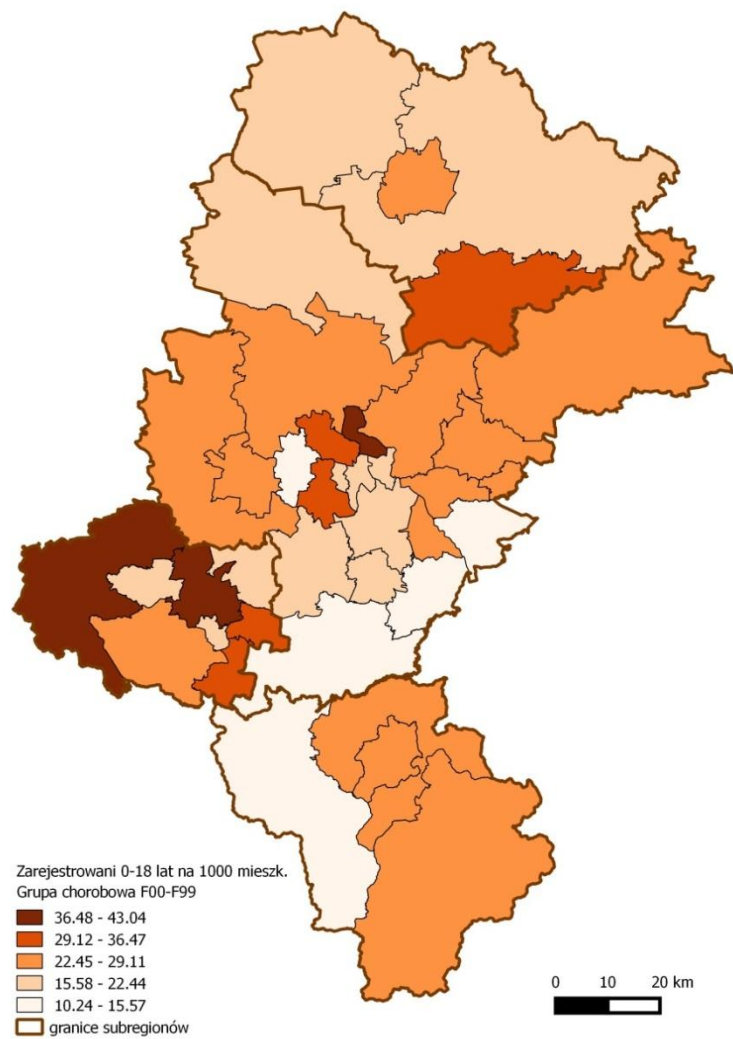 Zarejestrowani 0-18 lat na 1000 mieszk.
Grupa chorobowa F00-F99
36.48 - 43.04
29.12 - 36.47
22.45 - 29.11
15.58 - 22.44
10.24 - 15.57
granice subregionów
0 10 20 km